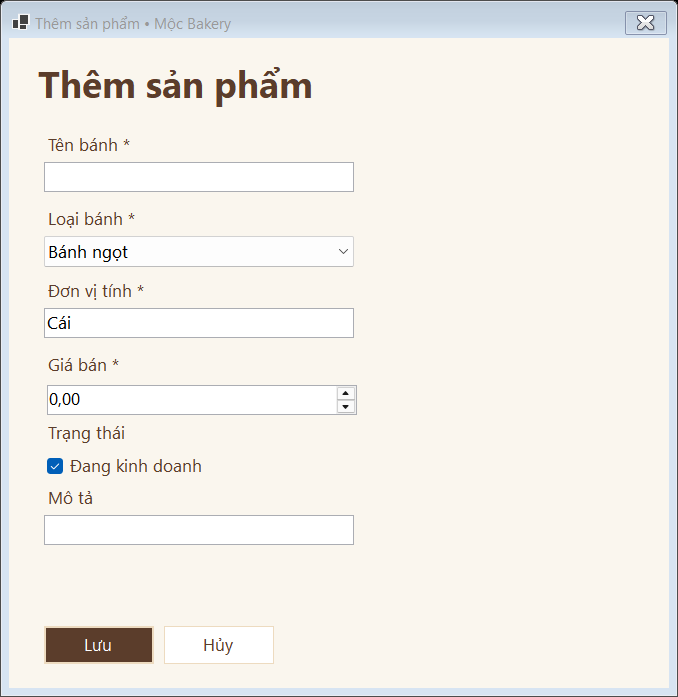 Thêm sản phẩm • Mộc Bakery
Thêm sản phẩm
Tên bánh *
Loại bánh *
Bánh ngọt
Đơn vị tính *
Cái
Giá bán *
0,00
Trạng thái
Đang kinh doanh
Mô tả
Lưu Hủy